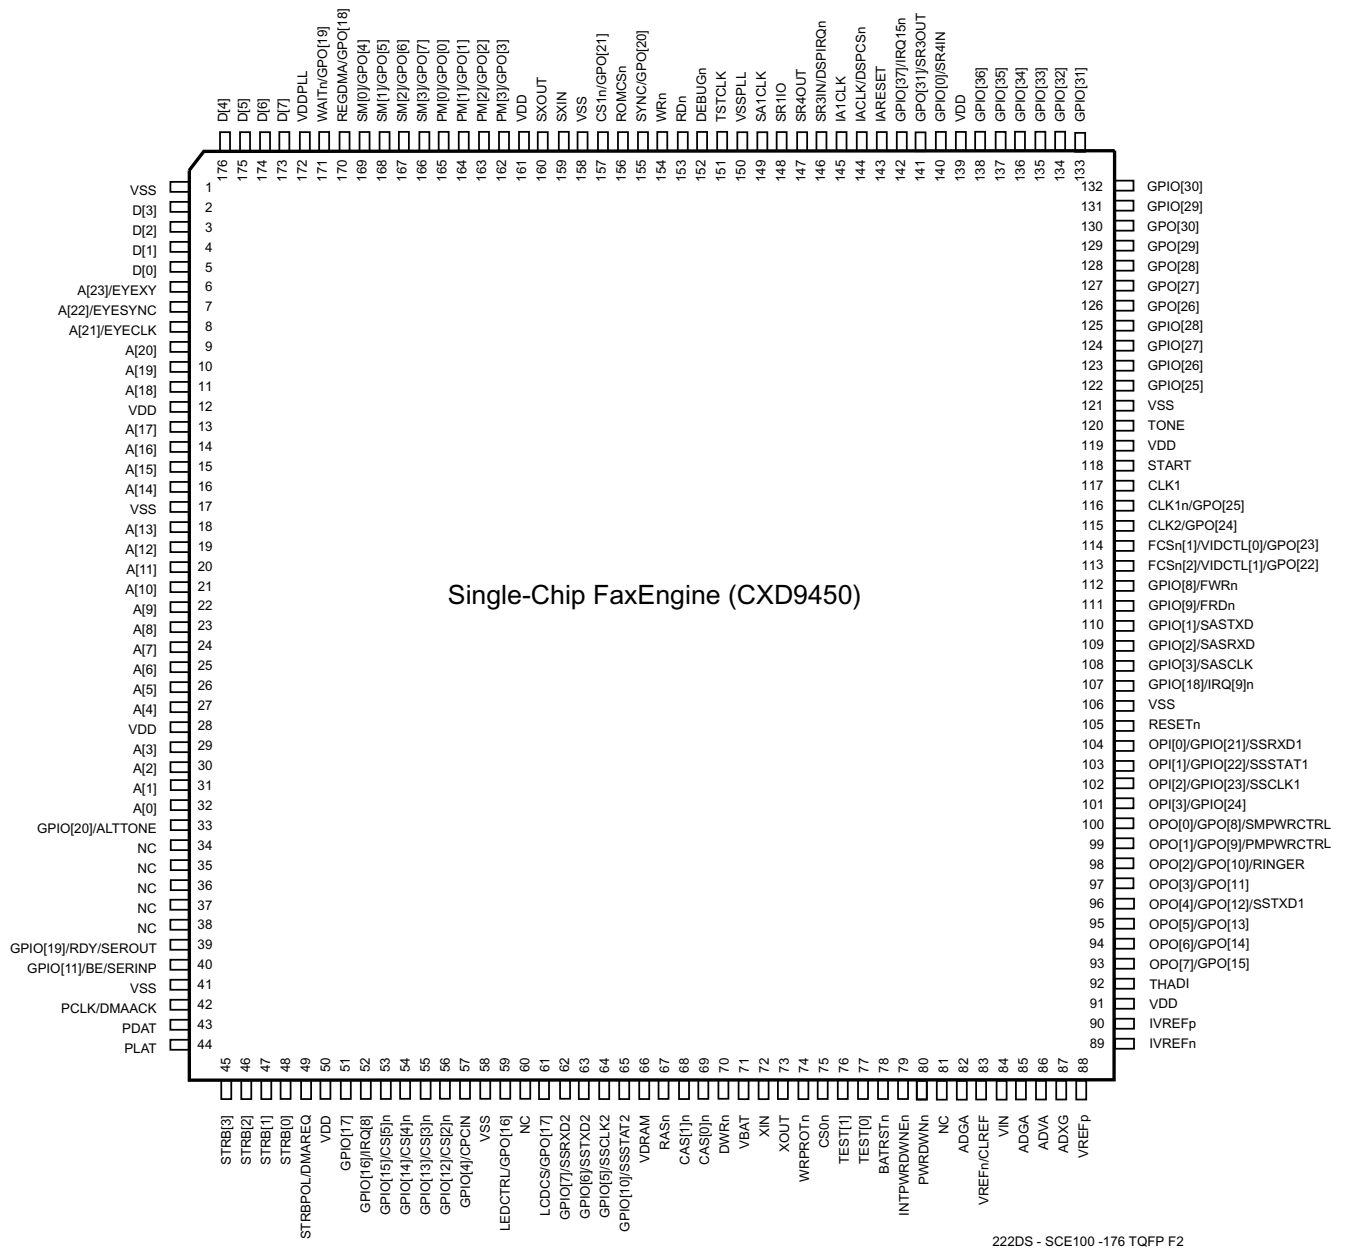 D[4]
D[5]
D[6]
D[7]
VDDPLL
WAITn/GPO[19]
REGDMA/GPO[18]
SM[0]/GPO[4]
SM[1]/GPO[5]
SM[2]/GPO[6]
SM[3]/GPO[7]
PM[0]/GPO[0]
PM[1]/GPO[1]
PM[2]/GPO[2]
PM[3]/GPO[3]
VDD
SXOUT
SXIN
VSS
CS1n/GPO[21]
ROMCSn
SYNC/GPO[20]
WRn
RDn
DEBUGn
TSTCLK
VSSPLL
SA1CLK
SR1IO
SR4OUT
SR3IN/DSPIRQn
IA1CLK
IACLK/DSPCSn
IARESET
GPIO[37]/IRQ15n
GPO[31]/SR3OUT
GPIO[0]/SR4IN
VDD
GPIO[36]
GPIO[35]
GPIO[34]
GPIO[33]
GPIO[32]
GPIO[31]
176
175
174
173
172
171
170
169
168
167
166
165
164
163
162
161
160
159
158
157
156
155
154
153
152
151
150
149
148
147
146
145
144
143
142
141
140
139
138
137
136
135
134
133
VSS 1
D[3] 2
D[2] 3
D[1] 4
D[0] 5
A[23]/EYEXY 6
A[22]/EYESYNC 7
A[21]/EYECLK 8
A[20] 9
A[19] 10
A[18] 11
VDD 12
A[17] 13
A[16] 14
A[15] 15
A[14] 16
VSS 17
A[13] 18
A[12] 19
A[11] 20
A[10] 21
A[9] 22
A[8] 23
A[7] 24
A[6] 25
A[5] 26
A[4] 27
VDD 28
A[3] 29
A[2] 30
A[1] 31
A[0] 32
GPIO[20]/ALTTONE 33
NC 34
NC 35
NC 36
NC 37
NC 38
GPIO[19]/RDY/SEROUT 39
GPIO[11]/BE/SERINP 40
VSS 41
PCLK/DMAACK 42
PDAT 43
PLAT 44
Single-Chip FaxEngine (CXD9450)
132 GPIO[30]
131 GPIO[29]
130 GPO[30]
129 GPO[29]
128 GPO[28]
127 GPO[27]
126 GPO[26]
125 GPIO[28]
124 GPIO[27]
123 GPIO[26]
122 GPIO[25]
121 VSS
120 TONE
119 VDD
118 START
117 CLK1
116 CLK1n/GPO[25]
115 CLK2/GPO[24]
114 FCSn[1]/VIDCTL[0]/GPO[23]
113 FCSn[2]/VIDCTL[1]/GPO[22]
112 GPIO[8]/FWRn
111 GPIO[9]/FRDn
110 GPIO[1]/SASTXD
109 GPIO[2]/SASRXD
108 GPIO[3]/SASCLK
107 GPIO[18]/IRQ[9]n
106 VSS
105 RESETn
104 OPI[0]/GPIO[21]/SSRXD1
103 OPI[1]/GPIO[22]/SSSTAT1
102 OPI[2]/GPIO[23]/SSCLK1
101 OPI[3]/GPIO[24]
100 OPO[0]/GPO[8]/SMPWRCTRL
99 OPO[1]/GPO[9]/PMPWRCTRL
98 OPO[2]/GPO[10]/RINGER
97 OPO[3]/GPO[11]
96 OPO[4]/GPO[12]/SSTXD1
95 OPO[5]/GPO[13]
94 OPO[6]/GPO[14]
93 OPO[7]/GPO[15]
92 THADI
91 VDD
90 IVREFp
89 IVREFn
45
46
47
48
49
50
51
52
53
54
55
56
57
58
59
60
61
62
63
64
65
66
67
68
69
70
71
72
73
74
75
76
77
78
79
80
81
82
83
84
85
86
87
88
STRB[3]
STRB[2]
STRB[1]
STRB[0]
STRBPOL/DMAREQ
VDD
GPIO[17]
GPIO[16]/IRQ[8]
GPIO[15]/CS[5]n
GPIO[14]/CS[4]n
GPIO[13]/CS[3]n
GPIO[12]/CS[2]n
GPIO[4]/CPCIN
VSS
LEDCTRL/GPO[16]
NC
LCDCS/GPO[17]
GPIO[7]/SSRXD2
GPIO[6]/SSTXD2
GPIO[5]/SSCLK2
GPIO[10]/SSSTAT2
VDRAM
RASn
CAS[1]n
CAS[0]n
DWRn
VBAT
XIN
XOUT
WRPROTn
CS0n
TEST[1]
TEST[0]
BATRSTn
INTPWRDWNEn
PWRDWNn
NC
ADGA
VREFn/CLREF
VIN
ADGA
ADVA
ADXG
VREFp
222DS - SCE100 -176 TQFP F2